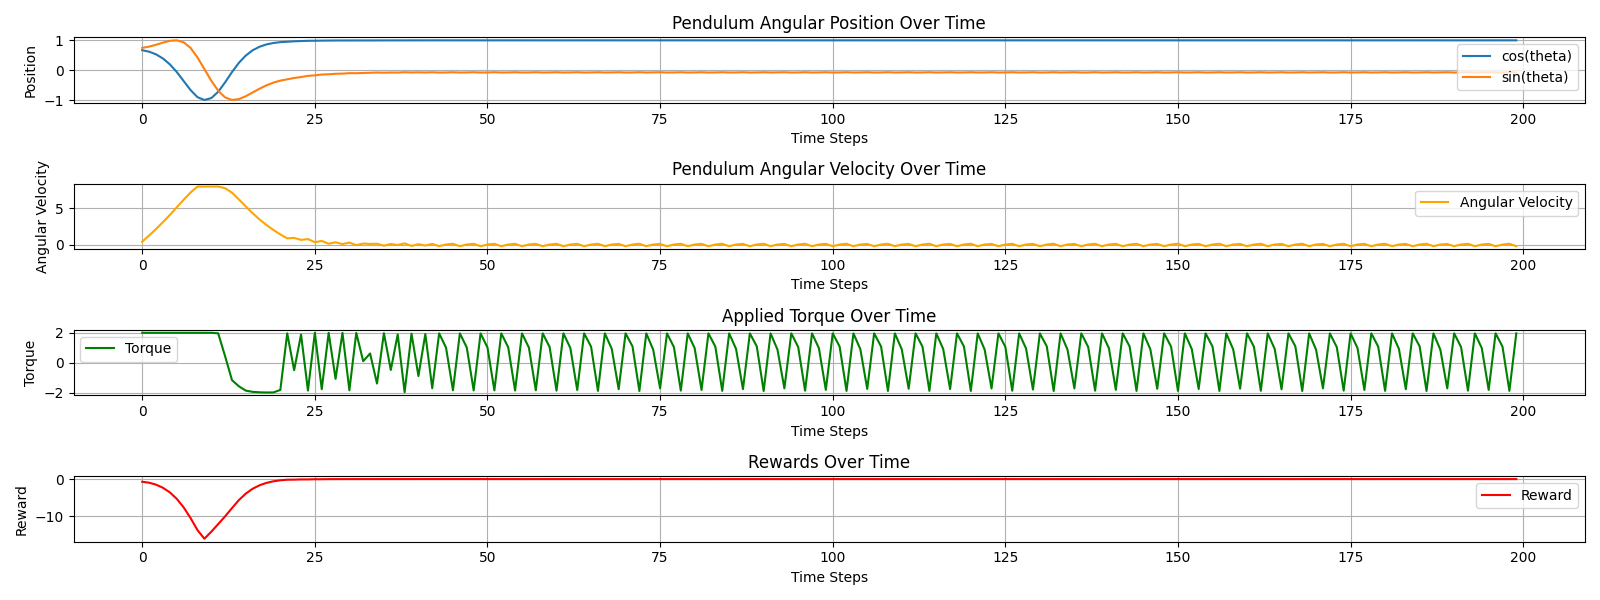 Pendulum Angular Position Over Time
Position
1
0
−1
cos(theta)
sin(theta)
0 25 50 75 100 125 150 175 200
Time Steps
Pendulum Angular Velocity Over Time
Angular Velocity
5
0
Angular Velocity
0 25 50 75 100 125 150 175 200
Time Steps
Applied Torque Over Time
Torque
2
0
−2
Torque
0 25 50 75 100 125 150 175 200
Time Steps
Rewards Over Time
Reward
0
−10
Reward
0 25 50 75 100 125 150 175 200
Time Steps